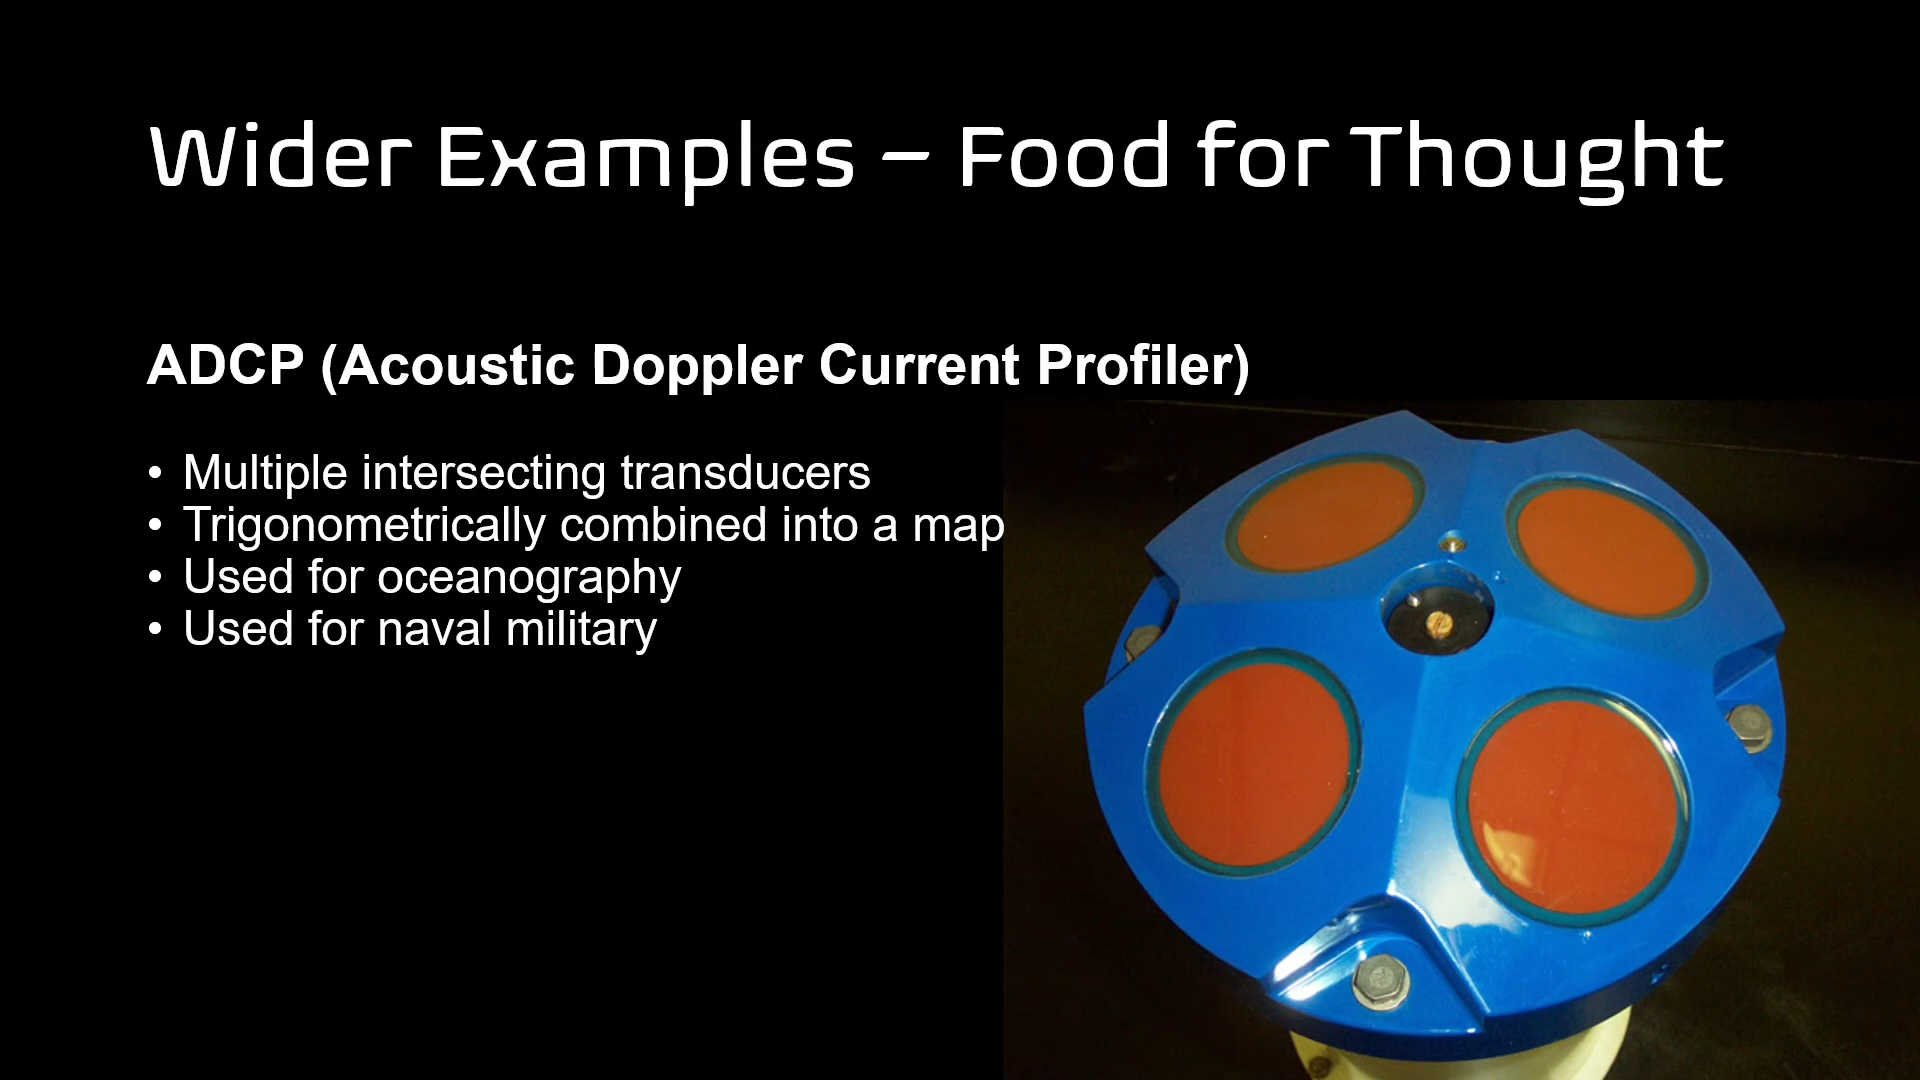 Wider Examples – Food for Thought
ADCP (Acoustic Doppler Current Profiler)
• Multiple intersecting transducers
• Trigonometrically combined into a map
• Used for oceanography
• Used for naval military